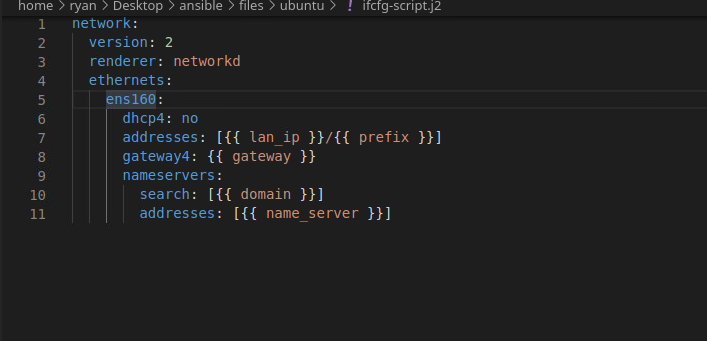 home > ryan > Desktop > ansible > files > ubuntu > ! ifcfg-script.j2
1 network:
2   version: 2
3   renderer: networkd
4   ethernets:
5     ens160:
6       dhcp4: no
7       addresses: [{{ lan_ip }}/{{ prefix }}]
8       gateway4: {{ gateway }}
9       nameservers:
10         search: [{{ domain }}]
11         addresses: [{{ name_server }}]